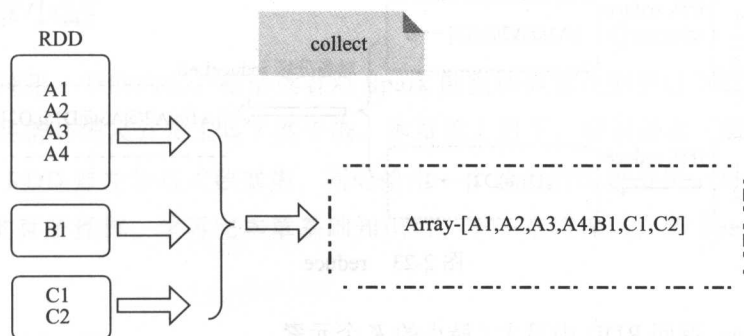 RDD
collect
A1
A2
A3
A4
B1
C1
C2
Array-[A1,A2,A3,A4,B1,C1,C2]